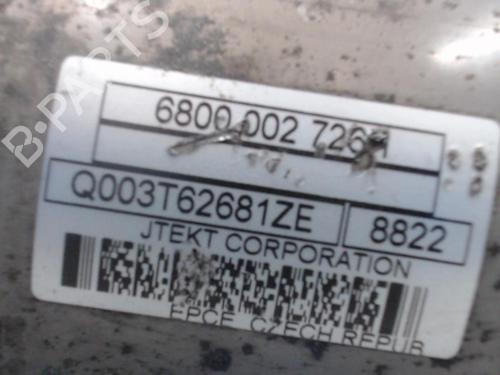 B-PARTS
6800 002 726
Q003T62681ZE 8822
JTEKT CORPORATION
EPCE, CZECH REPUB